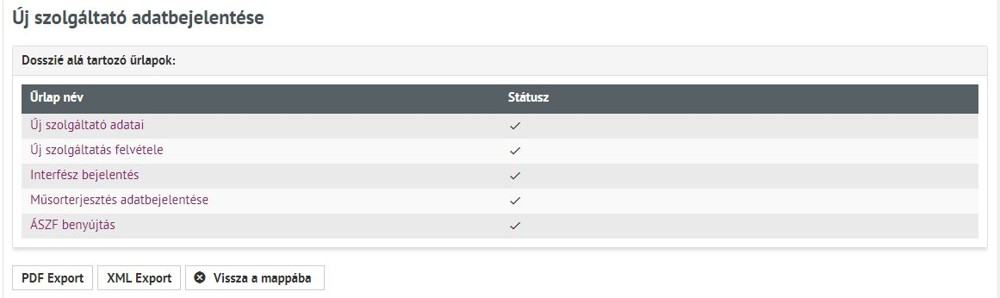 Új szolgáltató adatbejelentése
Dosszié alá tartozó űrlapok:
Űrlap név Státusz
Új szolgáltató adatai
Új szolgáltatás felvétele
Interfész bejelentés
Műsorterjesztés adatbejelentése
ÁSZF benyújtás
PDF Export XML Export Vissza a mappába